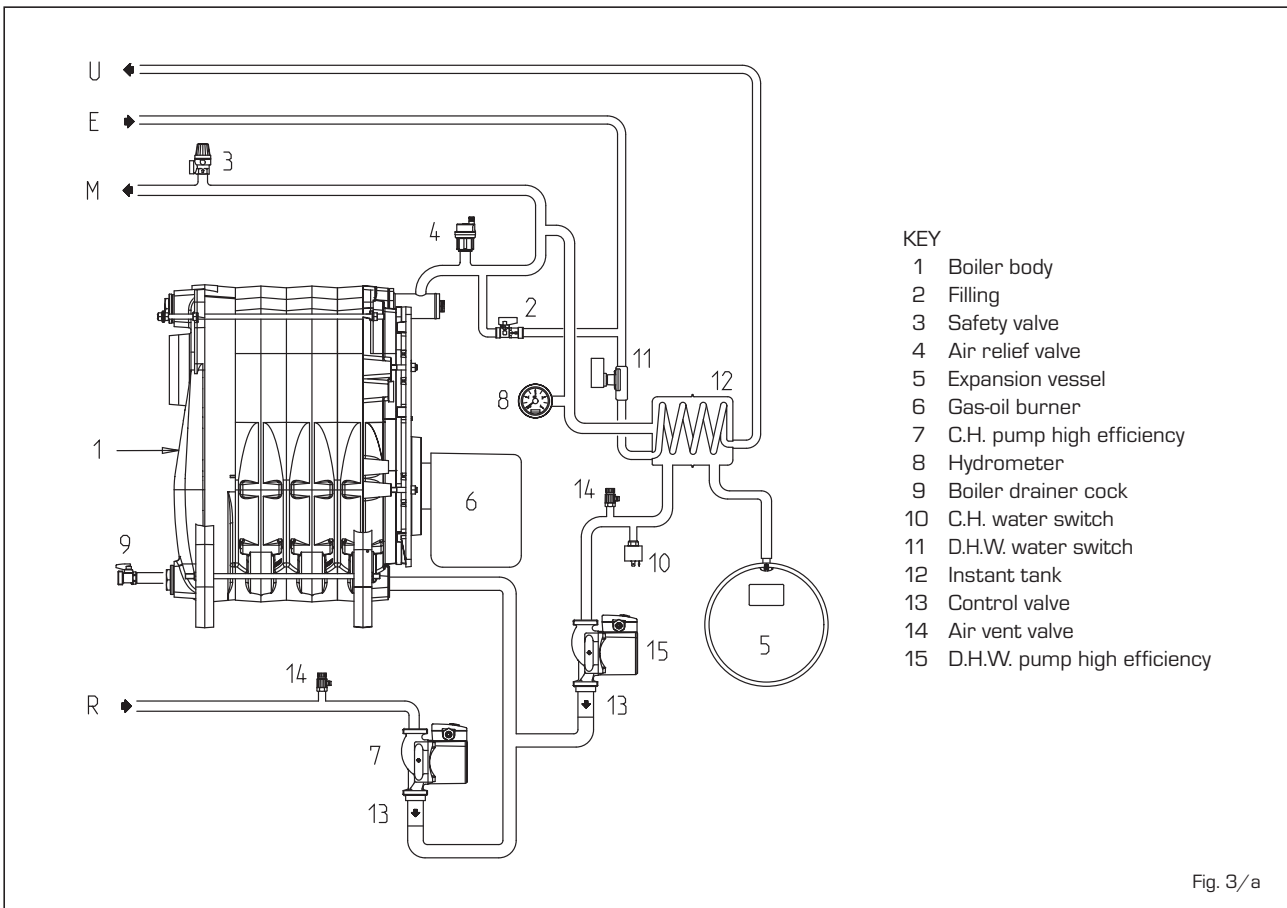 U
E
3
M
4
2
11
12
8
1
14
6
9
10
5
15
14
13
R
7
13
KEY
1 Boiler body
2 Filling
3 Safety valve
4 Air relief valve
5 Expansion vessel
6 Gas-oil burner
7 C.H. pump high efficiency
8 Hydrometer
9 Boiler drainer cock
10 C.H. water switch
11 D.H.W. water switch
12 Instant tank
13 Control valve
14 Air vent valve
15 D.H.W. pump high efficiency
Fig. 3/a